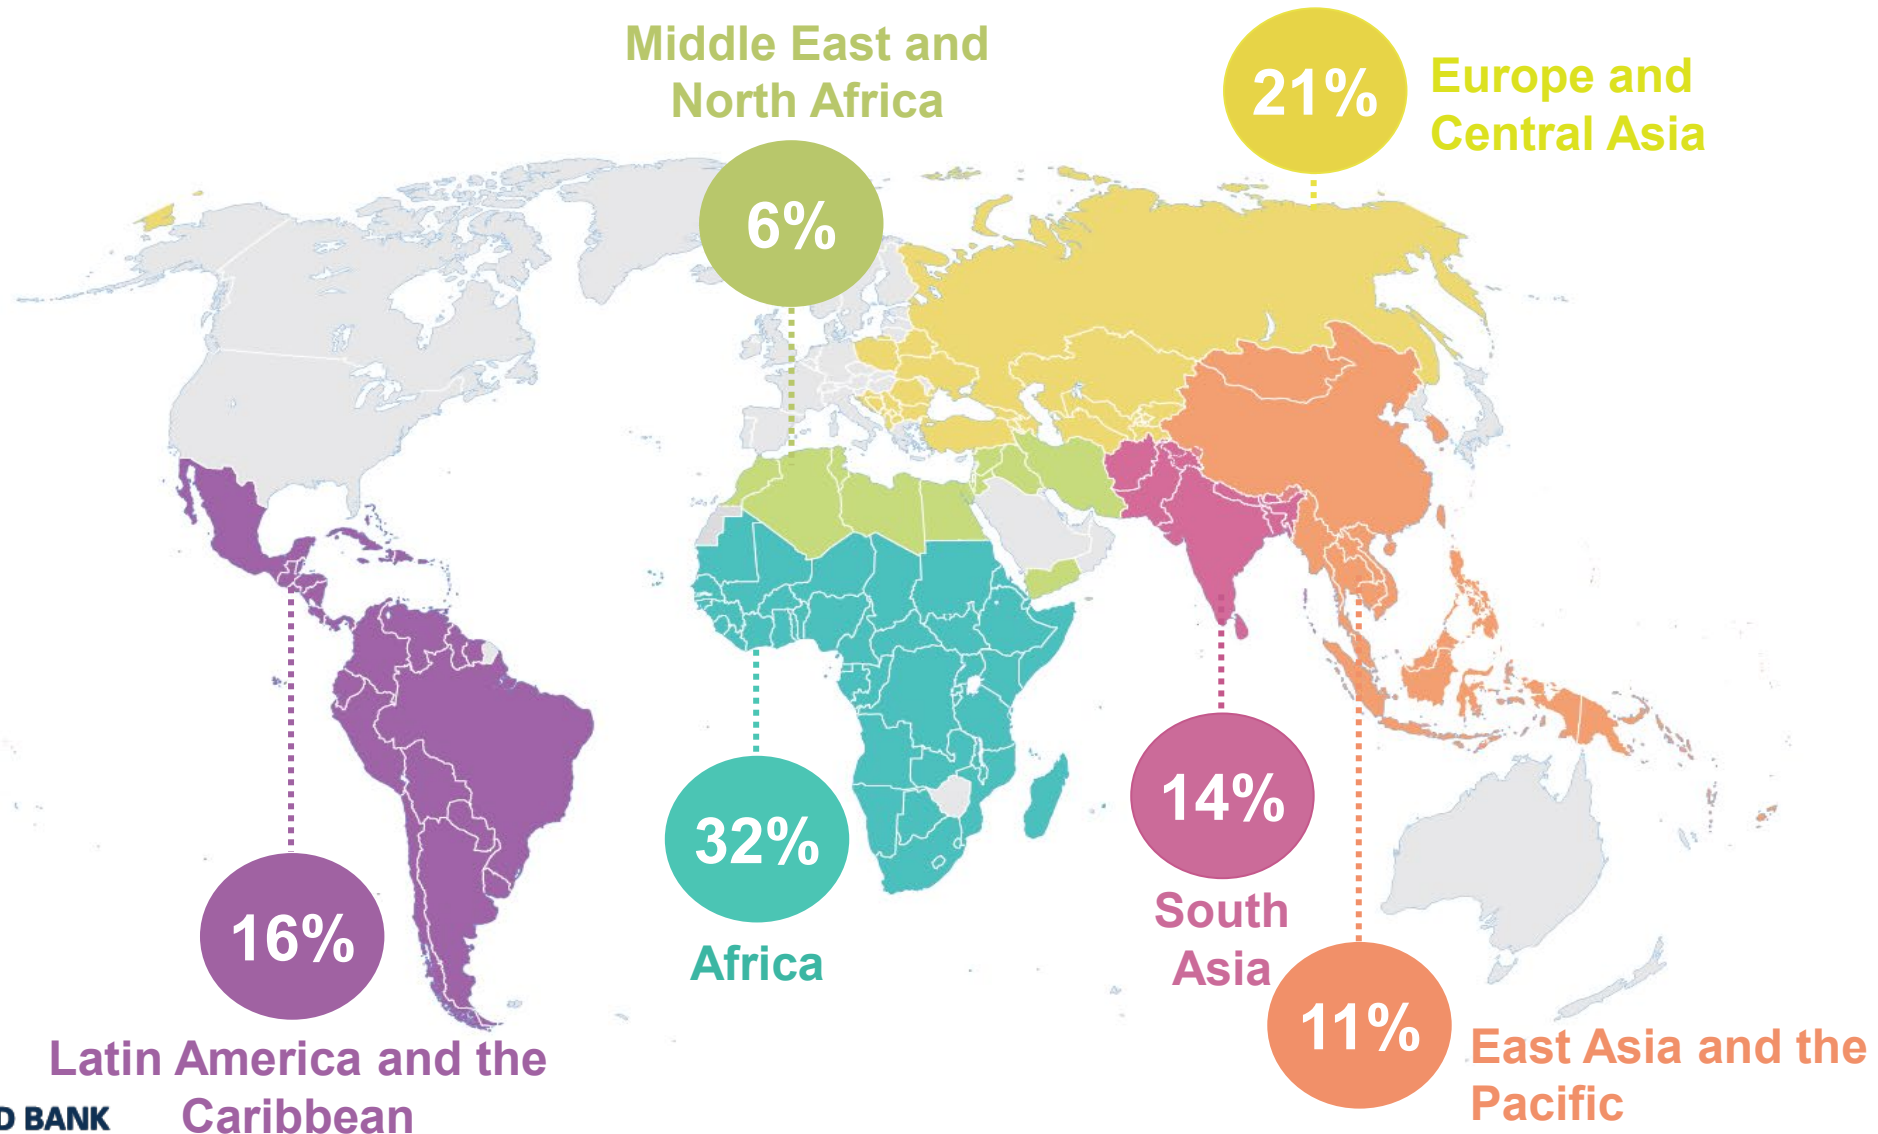 Middle East and
North Africa
6%
21%
Europe and
Central Asia
16%
Latin America and the
Caribbean
32%
Africa
14%
South
Asia
11%
East Asia and the
Pacific
D BANK